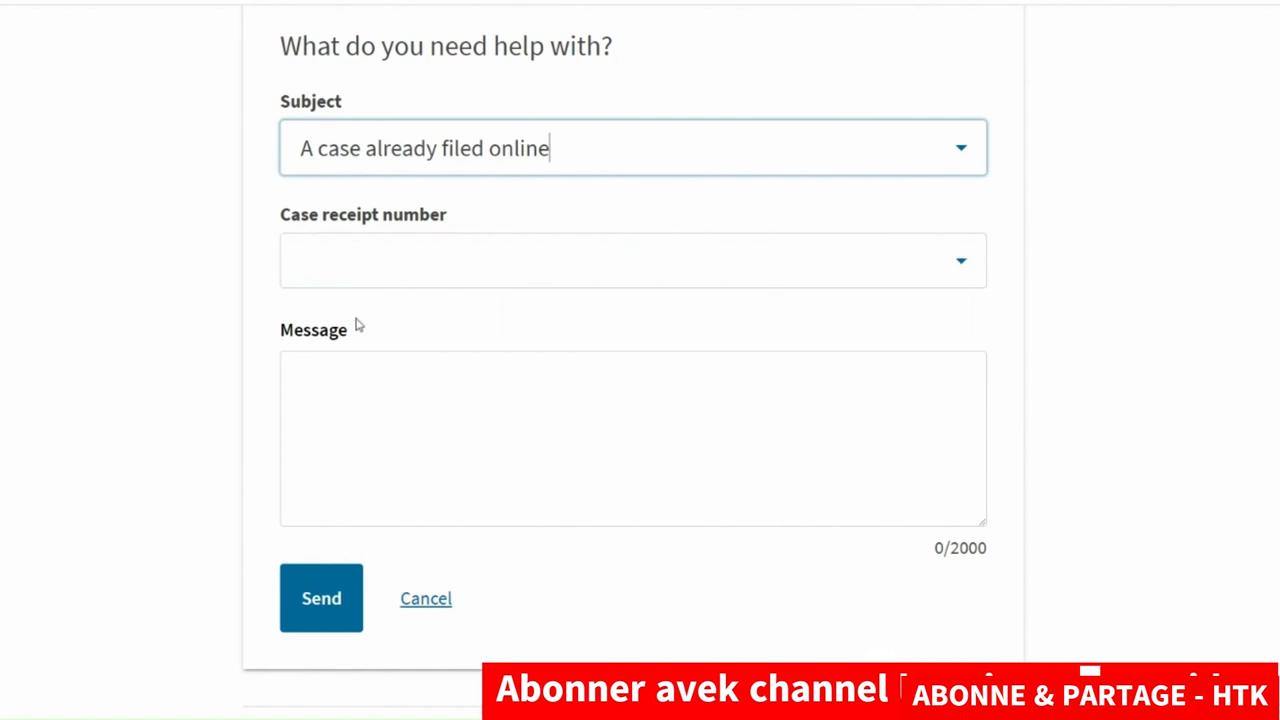 What do you need help with?
Subject
A case already filed online
Case receipt number
Message
0/2000
Send
Cancel
Abonner avek channel
ABONNE & PARTAGE - HTK